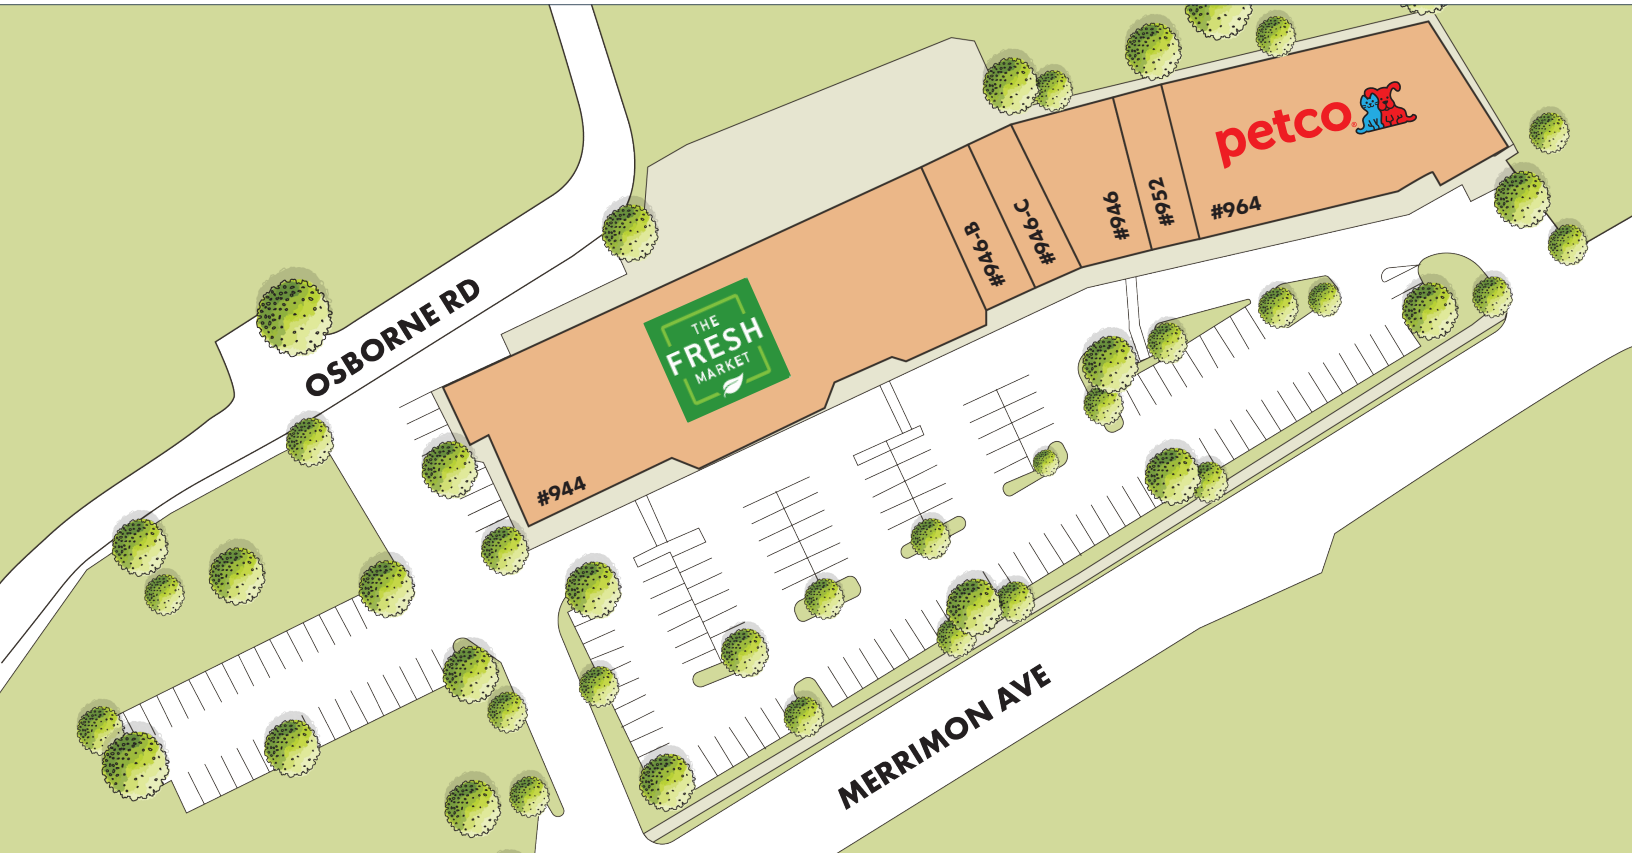 petco
#964
#952
#946
#946-C
#946-B
THE
FRESH
MARKET
#944
OSBORNE RD
MERRIMON AVE